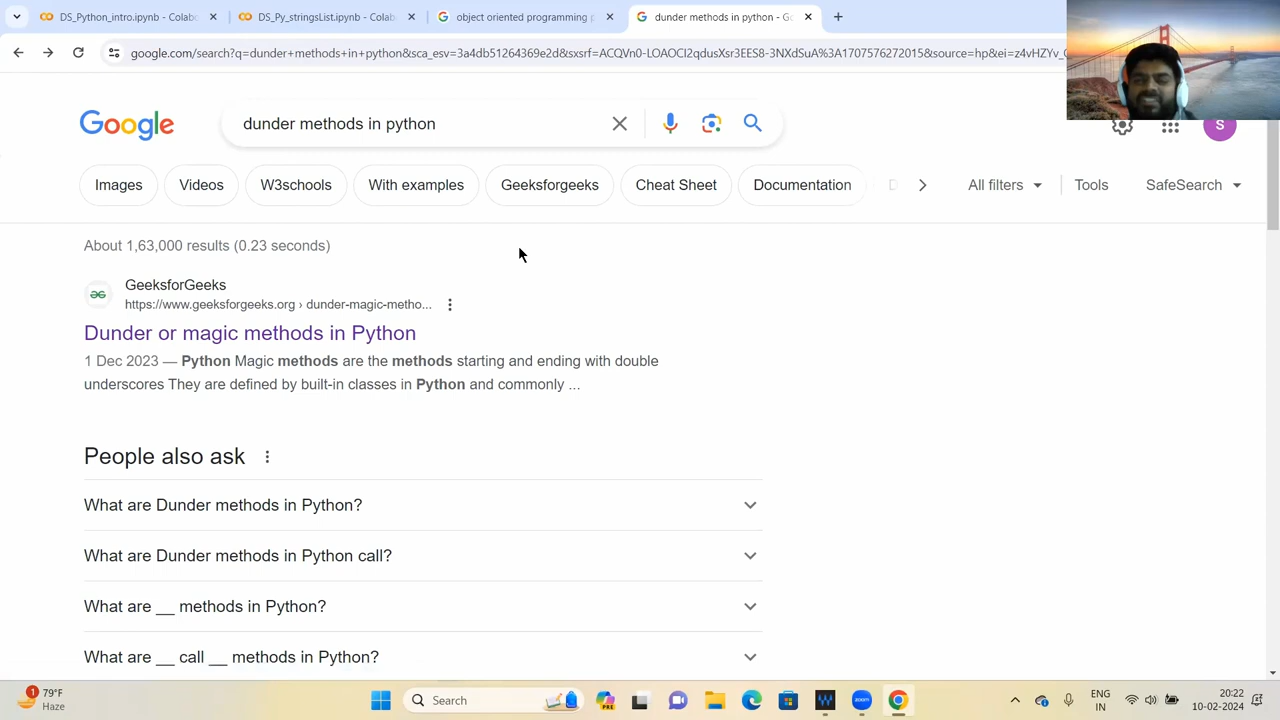 DS_Python_intro.ipynb - Colabo
DS_Py_stringsList.ipynb - Colab
object oriented programming p
dunder methods in python - Go
google.com/search?q=dunder+methods+in+python&sca_esv=3a4db51264369e2d&sxsrf=ACQVn0-LOAOCI2qdusXsr3EES8-3NXdSuA%3A1707576272015&source=hp&ei=z4vHZYv_
Google
dunder methods in python
S
Images
Videos
W3schools
With examples
Geeksforgeeks
Cheat Sheet
Documentation
All filters
Tools
SafeSearch
About 1,63,000 results (0.23 seconds)
GeeksforGeeks
https://www.geeksforgeeks.org › dunder-magic-metho...
Dunder or magic methods in Python
1 Dec 2023 — Python Magic methods are the methods starting and ending with double
underscores They are defined by built-in classes in Python and commonly ...
People also ask
What are Dunder methods in Python?
What are Dunder methods in Python call?
What are __ methods in Python?
What are __ call __ methods in Python?
1
79°F
Haze
Search
PRE
zoom
ENG
IN
20:22
10-02-2024